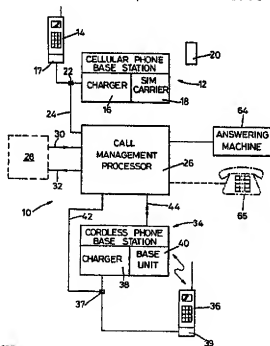 14
20
CELLULAR PHONE
BASE STATION
17
22
CHARGER
SIM
CARRIER
12
16
18
24
64
28
30
CALL
MANAGEMENT
PROCESSOR
ANSWERING
MACHINE
32
26
10
42
44
65
34
CORDLESS PHONE
BASE STATION
40
CHARGER
BASE
UNIT
36
37
38
39